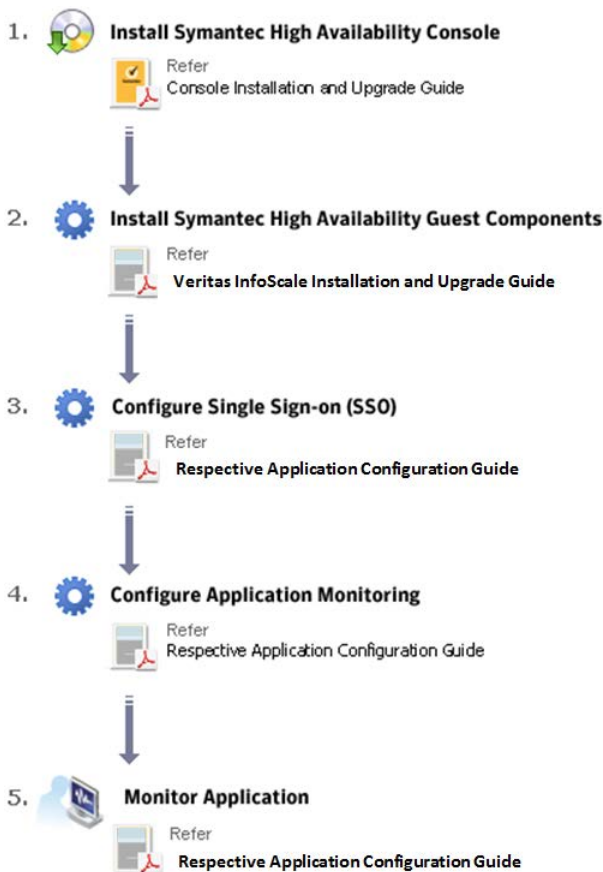 1. Install Symantec High Availability Console
Refer
Console Installation and Upgrade Guide
2. Install Symantec High Availability Guest Components
Refer
Veritas InfoScale Installation and Upgrade Guide
3. Configure Single Sign-on (SSO)
Refer
Respective Application Configuration Guide
4. Configure Application Monitoring
Refer
Respective Application Configuration Guide
5. Monitor Application
Refer
Respective Application Configuration Guide